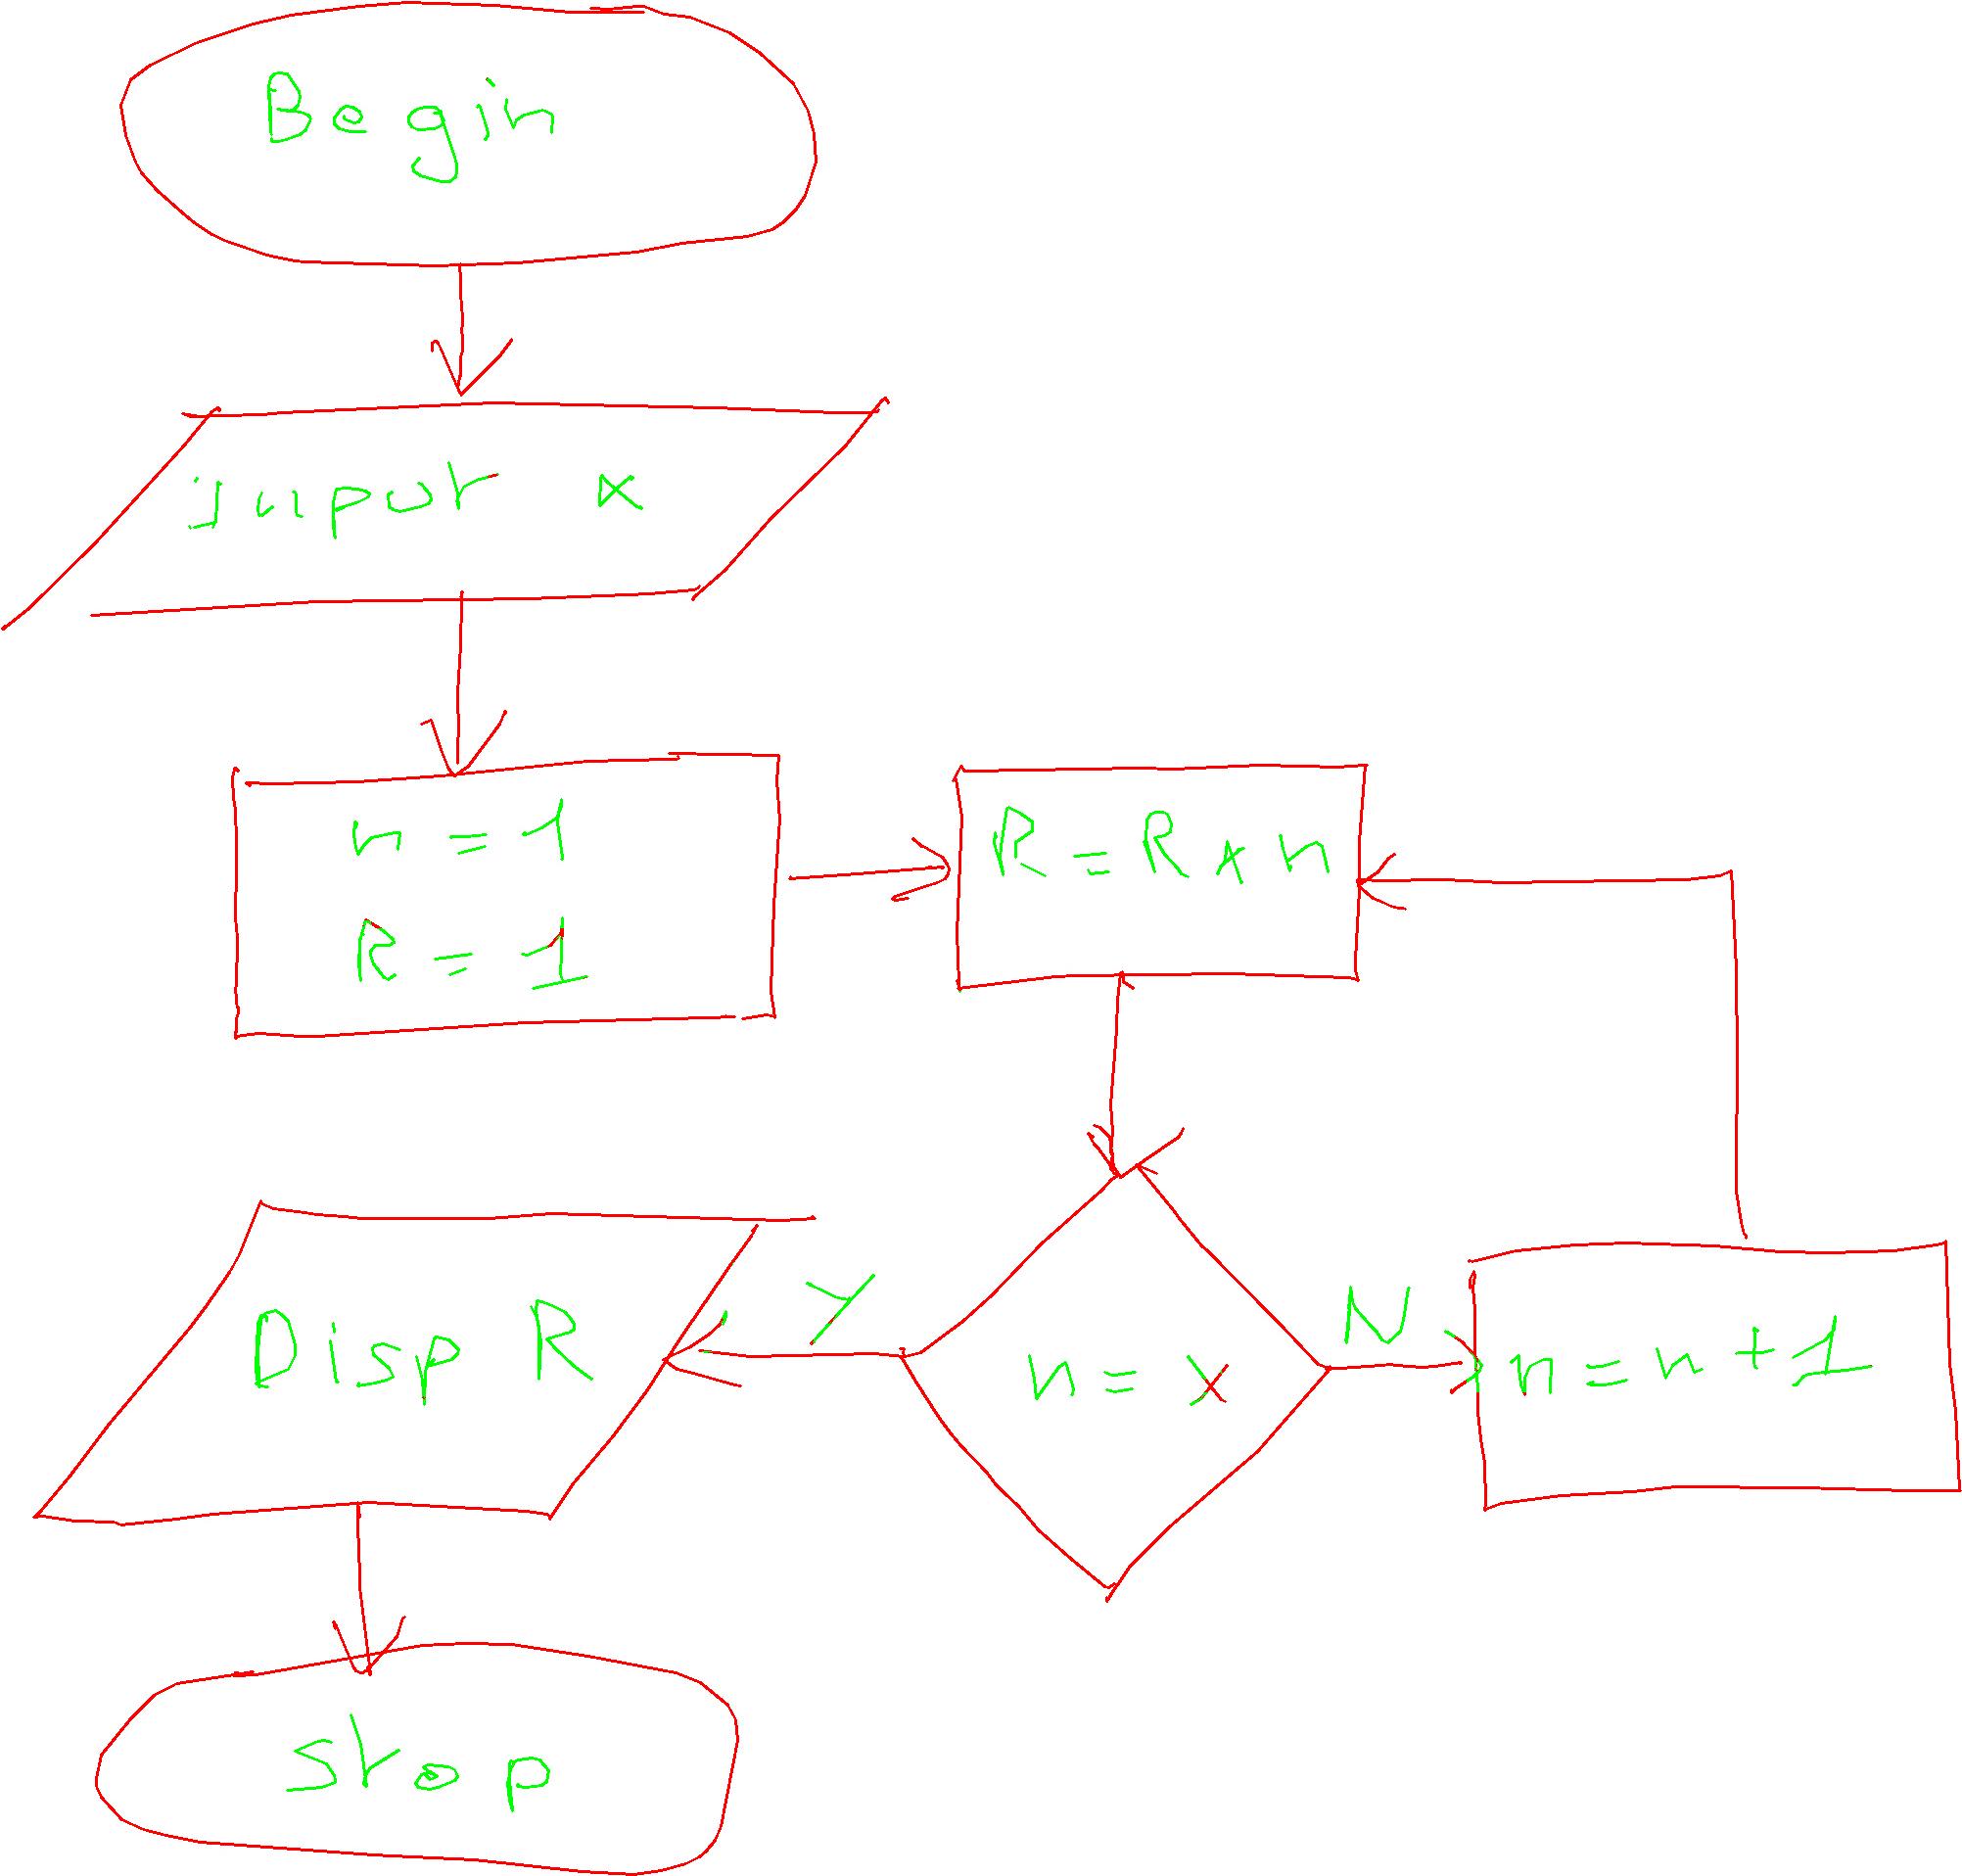 Begin
Input x
n = 1
R = 1
R = R * n
n = x
Y
N
n = n + 1
Disp R
Stop